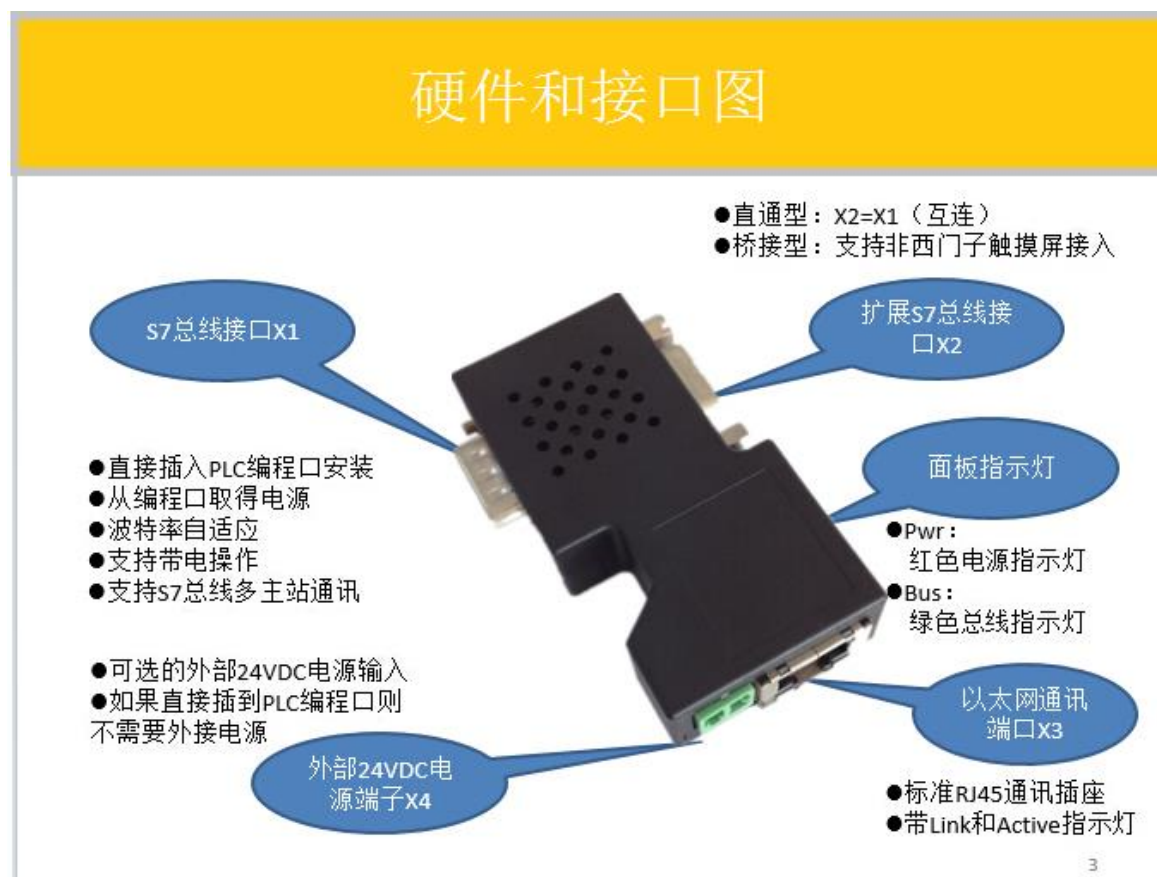 硬件和接口图
●直通型：X2=X1（互连）
●桥接型：支持非西门子触摸屏接入
S7总线接口X1
扩展S7总线接
口X2
●直接插入PLC编程口安装
●从编程口取得电源
●波特率自适应
●支持带电操作
●支持S7总线多主站通讯
面板指示灯
●Pwr：
红色电源指示灯
●Bus：
绿色总线指示灯
●可选的外部24VDC电源输入
●如果直接插到PLC编程口则
不需要外接电源
外部24VDC电
源端子X4
以太网通讯
端口X3
●标准RJ45通讯插座
●带Link和Active指示灯
3